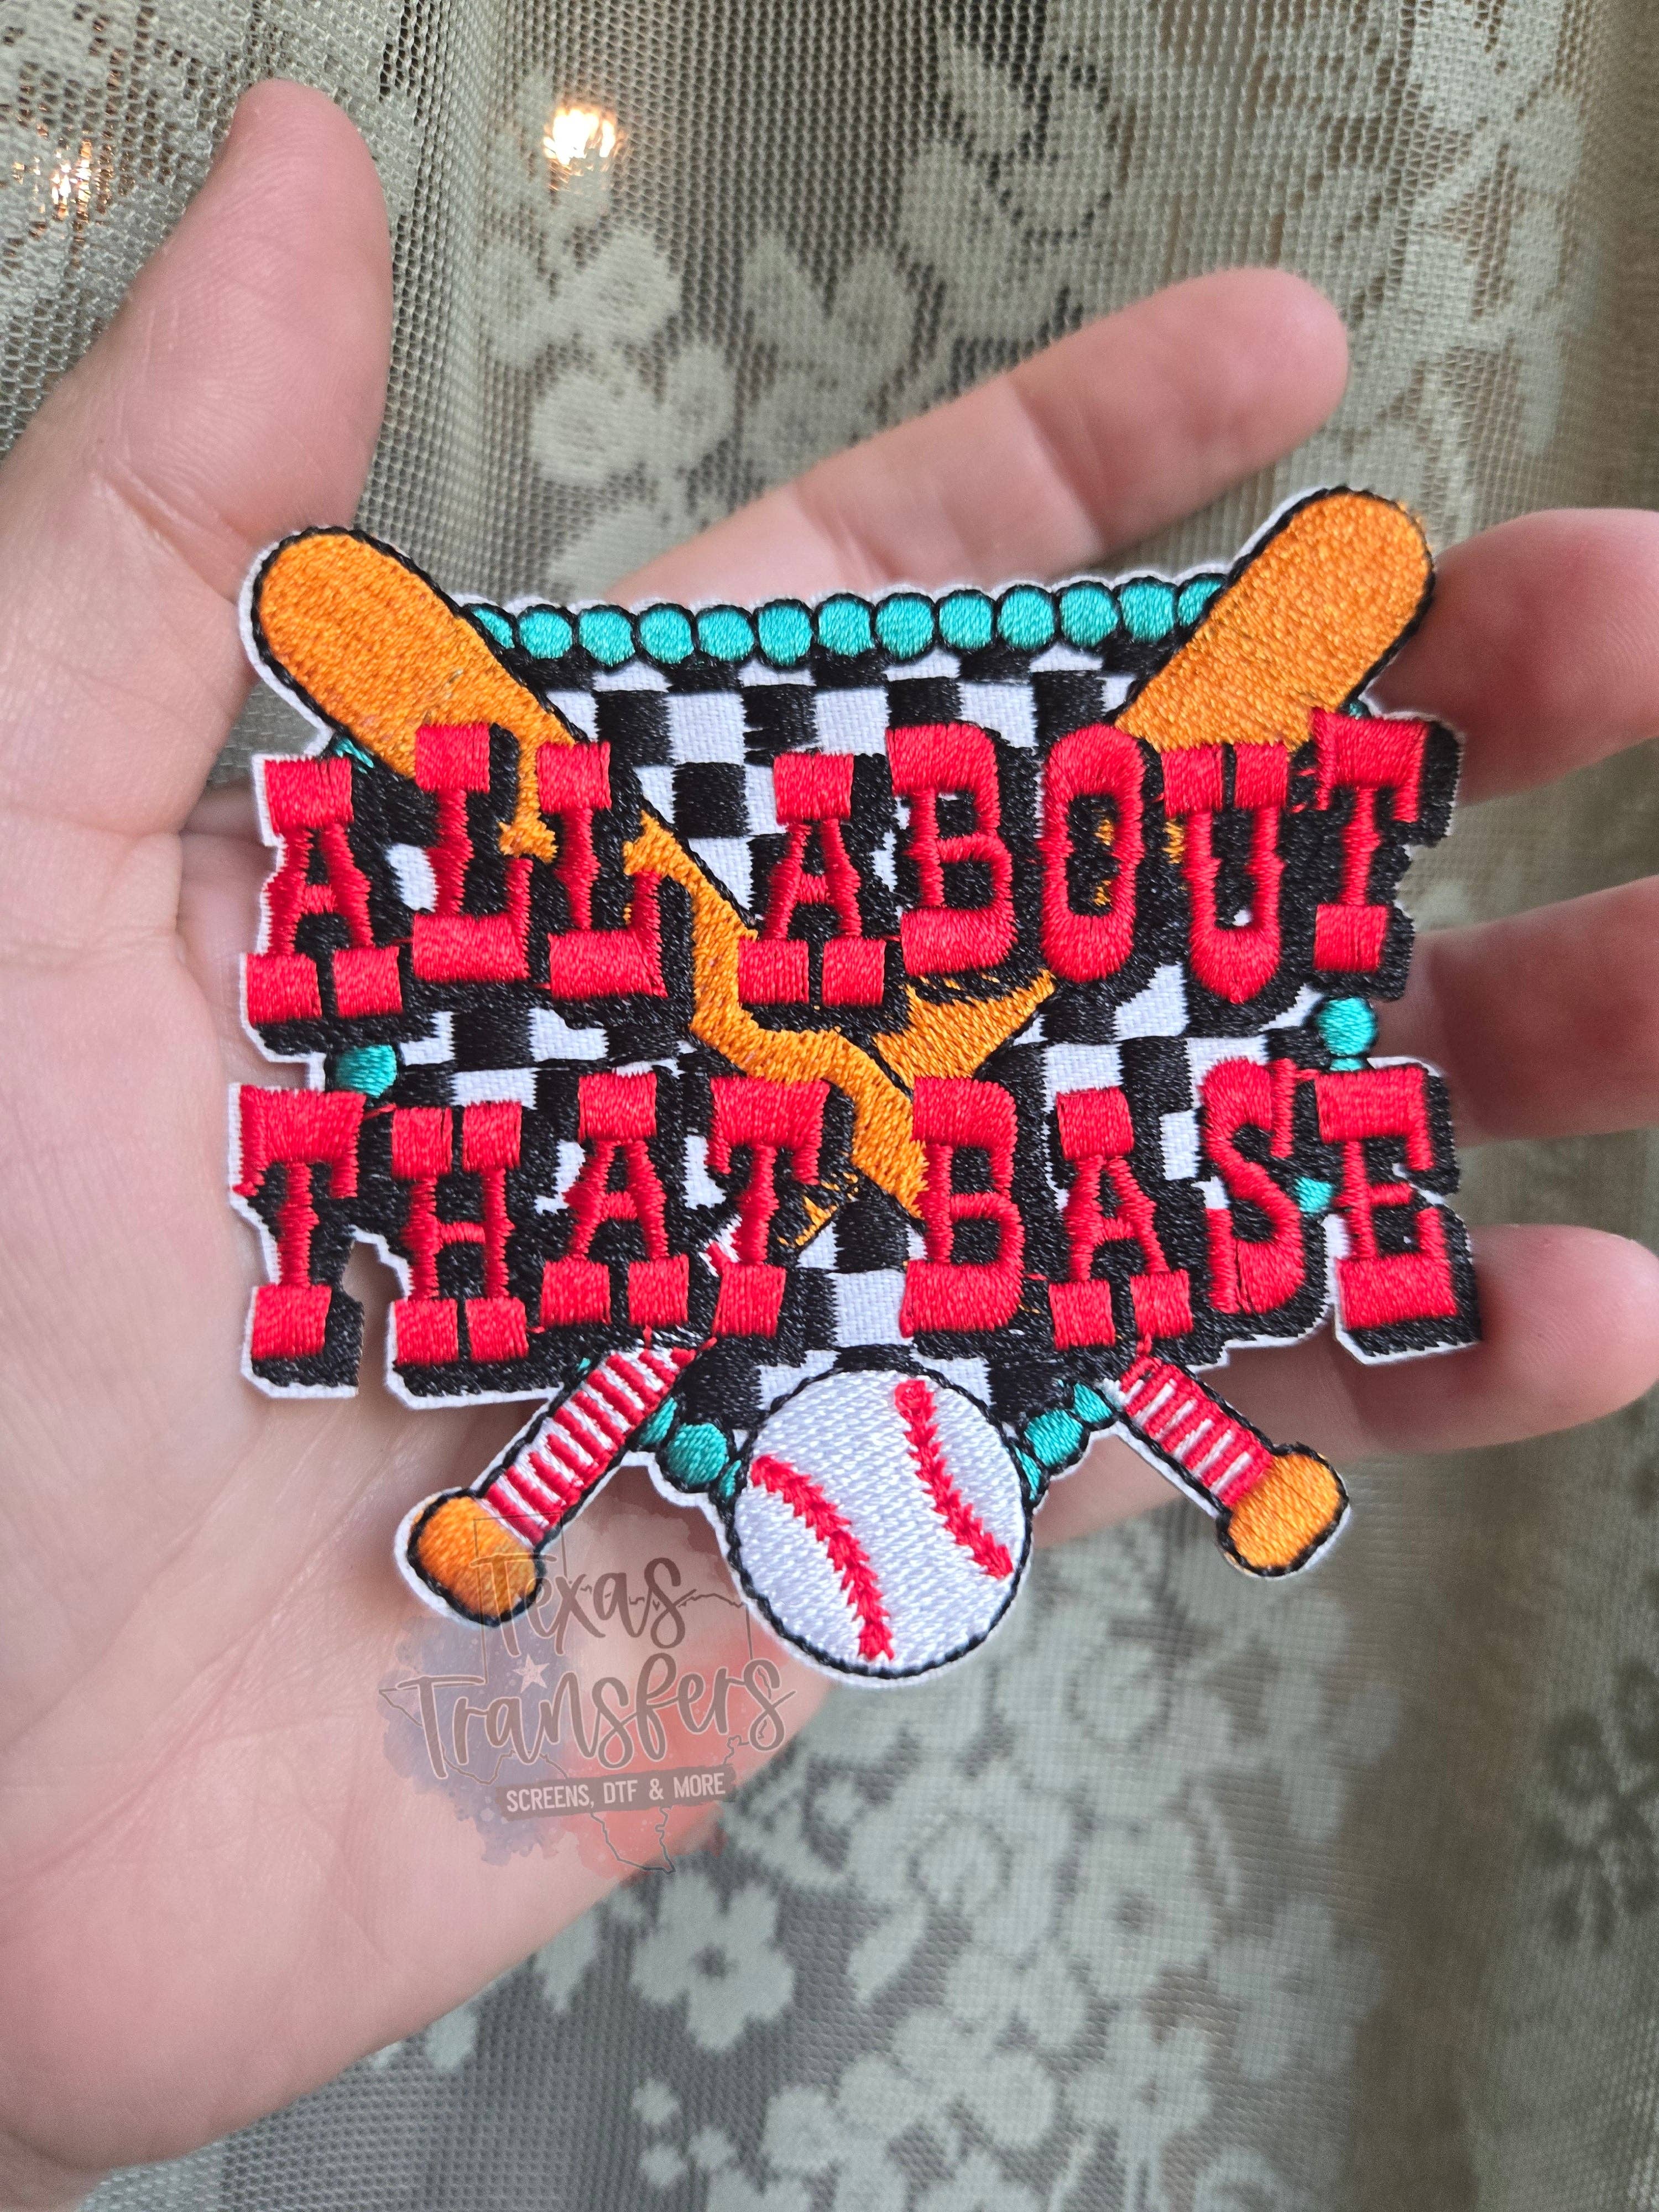 ALL ABOUT
THAT BASE
Texas
Transfers
SCREENS, DTF & MORE